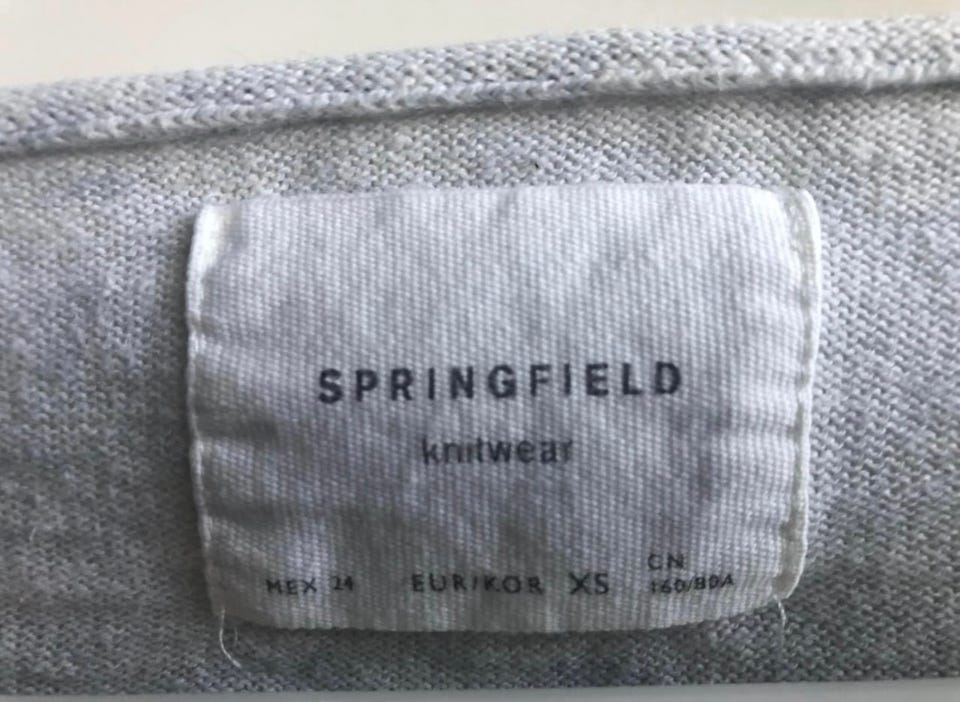 SPRINGFIELD
knitwear
MEX 24 EUR/KOR XS CN
160/80A